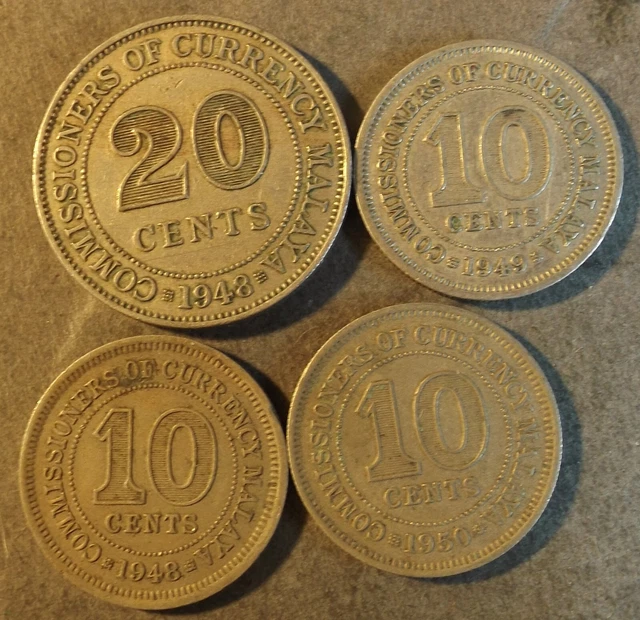 COMMISSIONERS OF CURRENCY MALAYA
20
CENTS
1948
COMMISSIONERS OF CURRENCY MALAYA
10
CENTS
1949
COMMISSIONERS OF CURRENCY MALAYA
10
CENTS
1948
COMMISSIONERS OF CURRENCY MALAYA
10
CENTS
1950